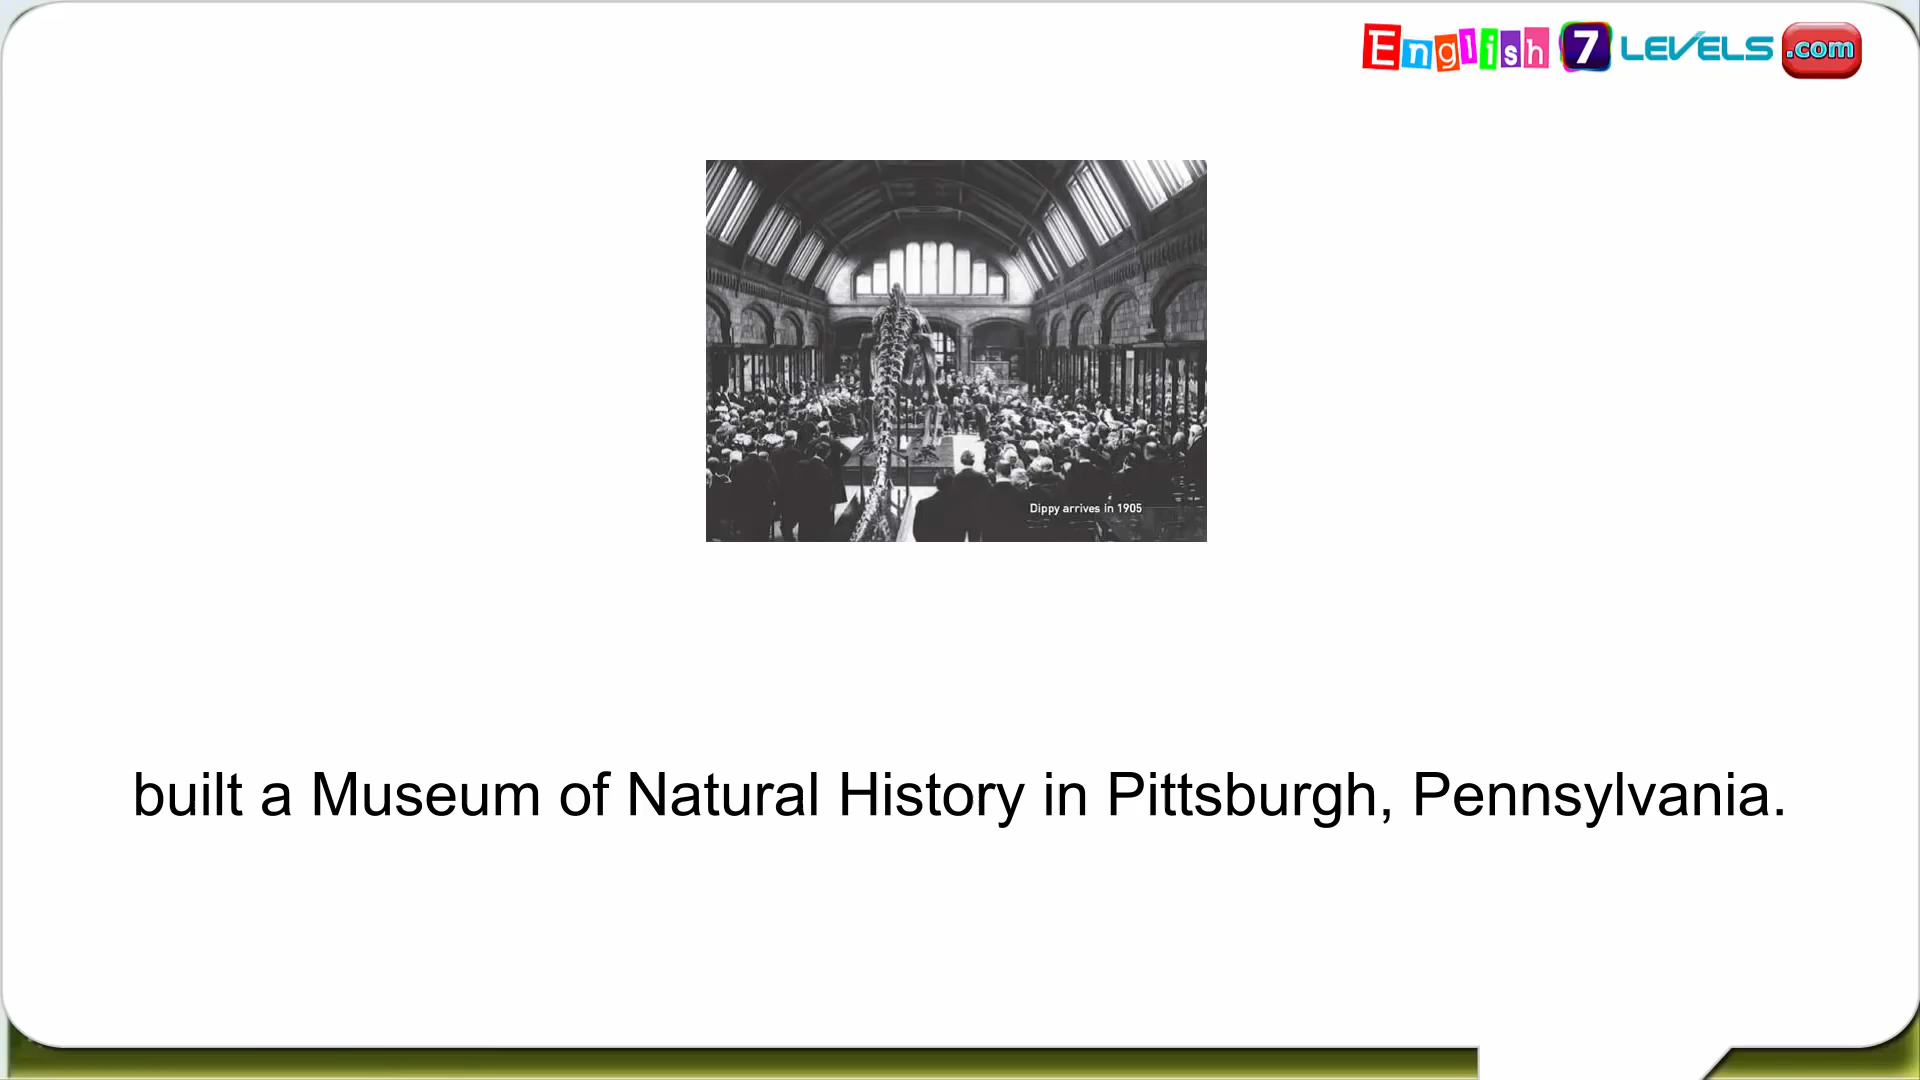 English 7 LEVELS .com
Dippy arrives in 1905
built a Museum of Natural History in Pittsburgh, Pennsylvania.